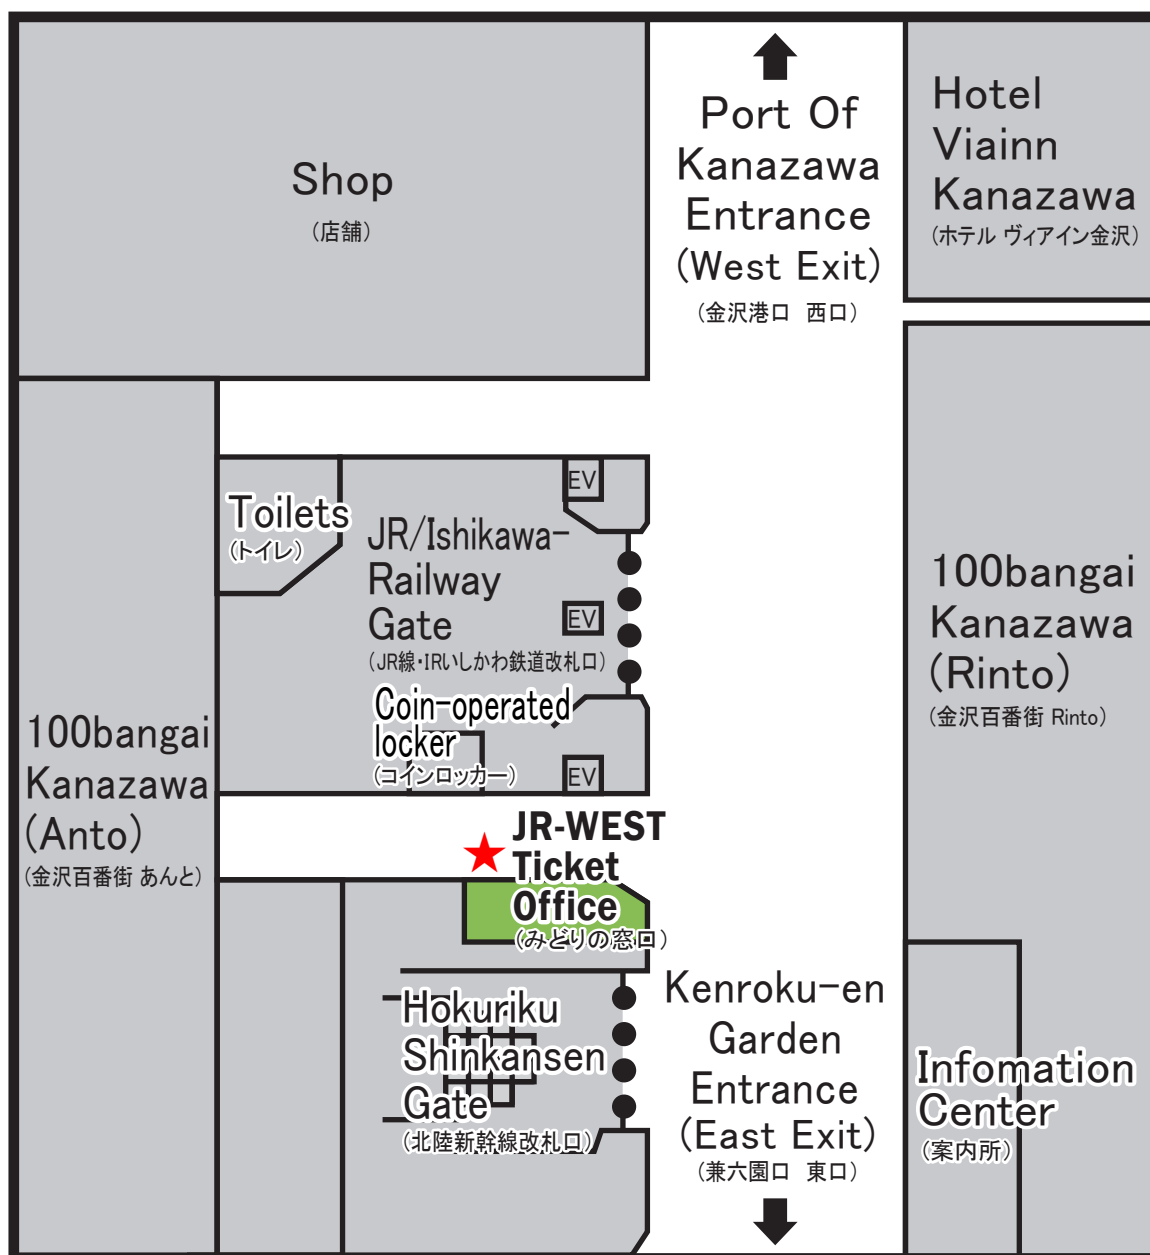 Shop
（店舗）
Port Of
Kanazawa
Entrance
(West Exit)
（金沢港口　西口）
Hotel
Viainn
Kanazawa
（ホテル ヴィアイン金沢）
EV
Toilets
（トイレ）
JR/Ishikawa-
Railway
Gate
（JR線・IRいしかわ鉄道改札口）
EV
Coin-operated
locker
（コインロッカー）
EV
100bangai
Kanazawa
(Rinto)
（金沢百番街 Rinto）
100bangai
Kanazawa
(Anto)
（金沢百番街 あんと）
JR-WEST
Ticket
Office
（みどりの窓口）
Hokuriku
Shinkansen
Gate
（北陸新幹線改札口）
Kenroku-en
Garden
Entrance
(East Exit)
（兼六園口　東口）
Infomation
Center
（案内所）